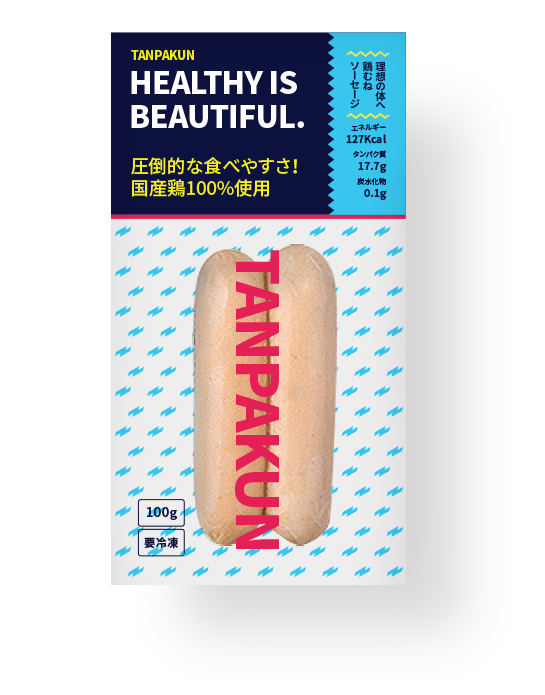 TANPAKUN
HEALTHY IS
BEAUTIFUL.
圧倒的な食べやすさ!
国産鶏100%使用
理想の体へ
鶏むね
ソーセージ
エネルギー
127Kcal
タンパク質
17.7g
炭水化物
0.1g
TANPAKUN
100g
要冷凍